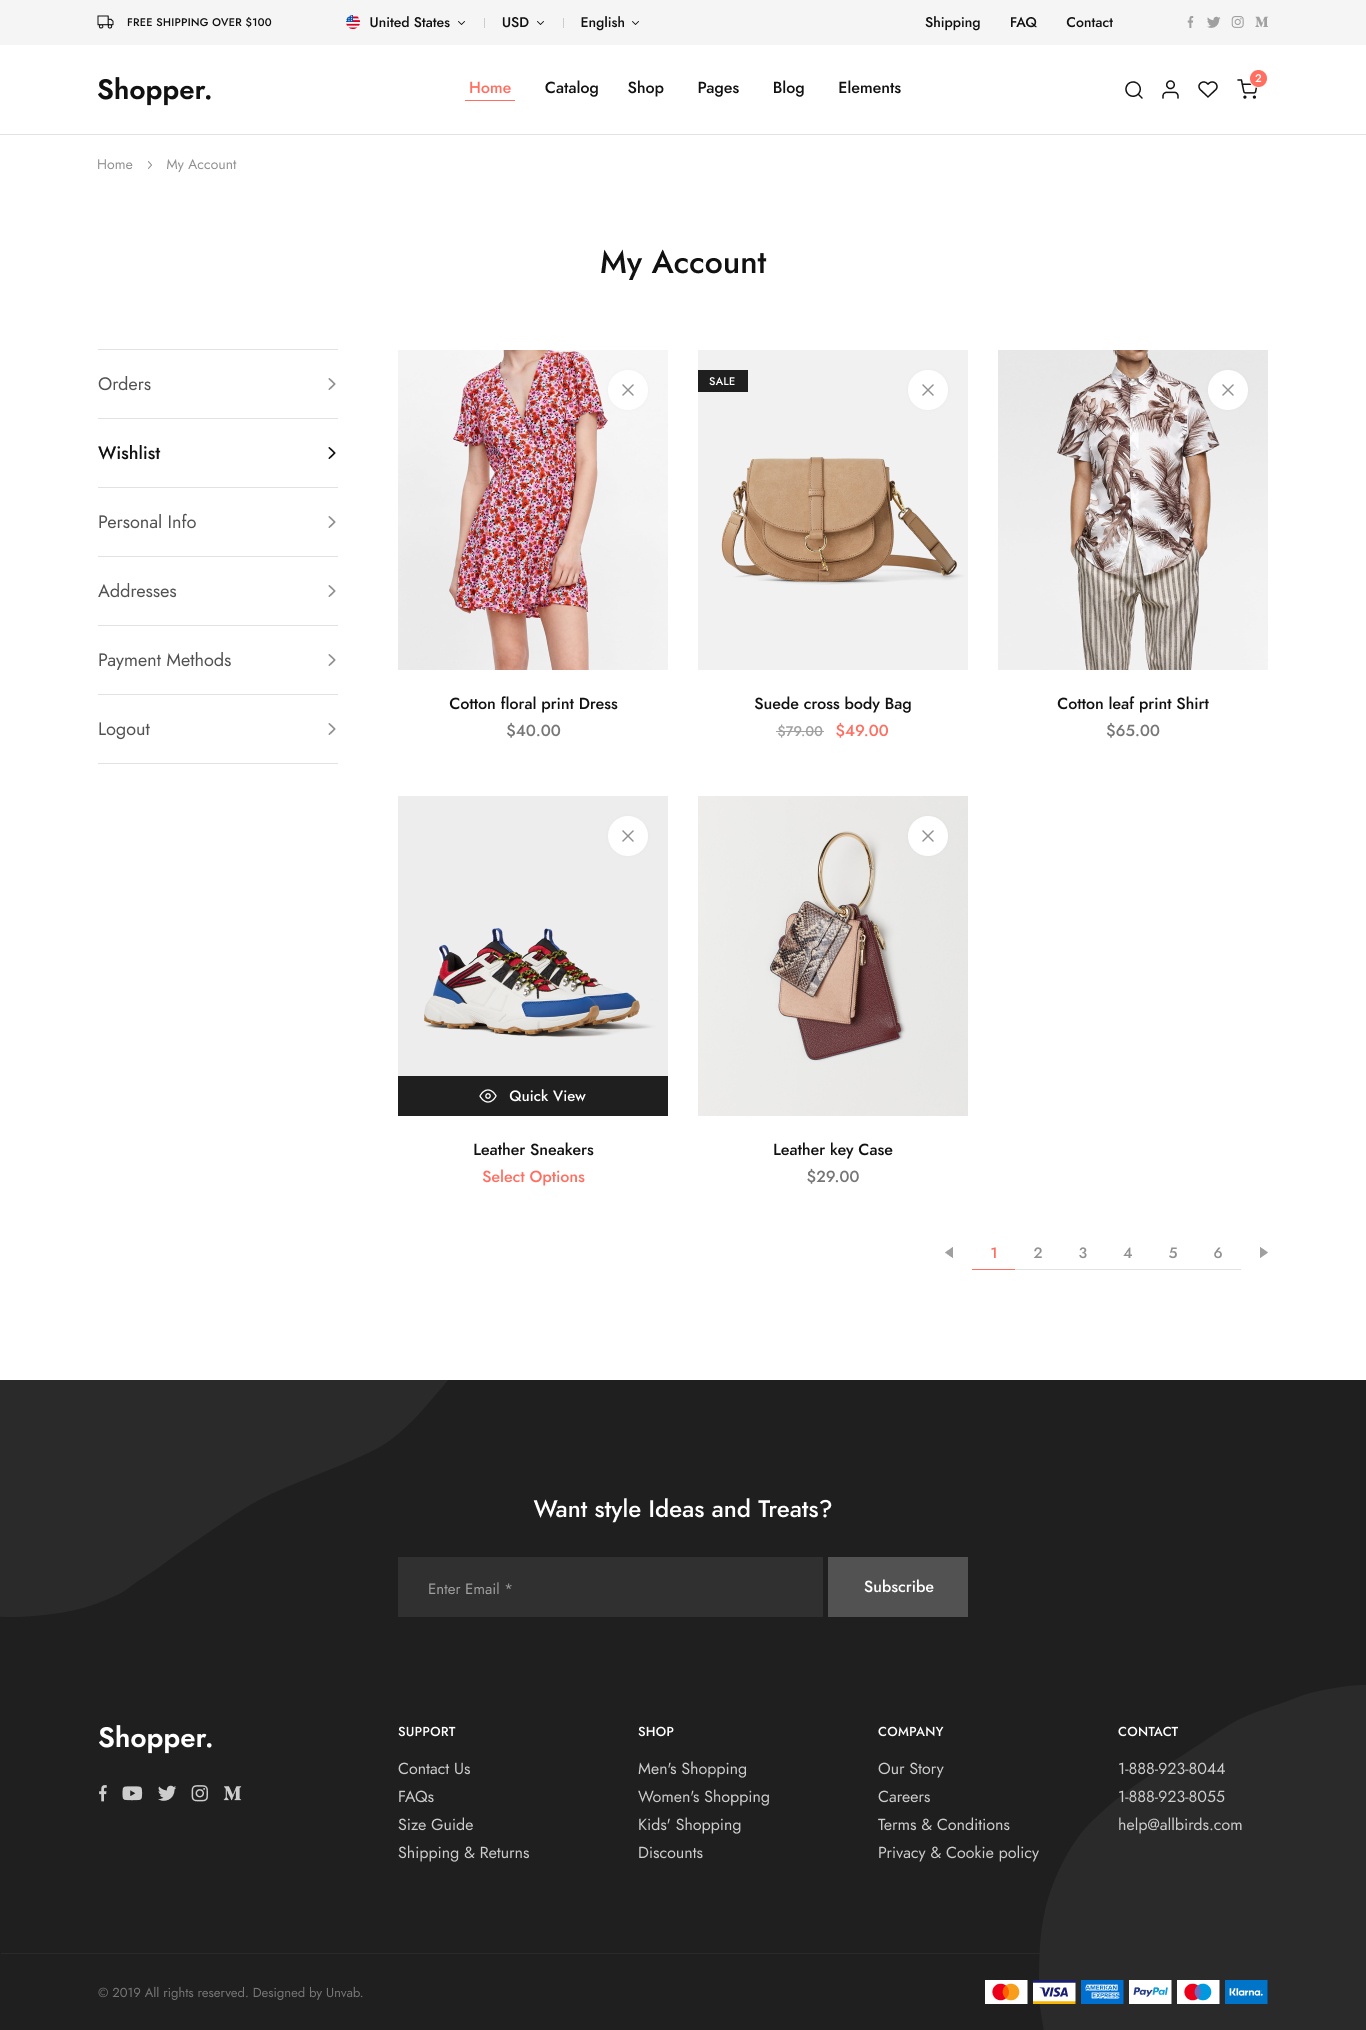 FREE SHIPPING OVER $100
United States
USD
English
Shipping
FAQ
Contact
Shopper.
Home
Catalog
Shop
Pages
Blog
Elements
2
Home
My Account
My Account
Orders
Wishlist
Personal Info
Addresses
Payment Methods
Logout
Cotton floral print Dress
$40.00
SALE
Suede cross body Bag
$79.00 $49.00
Cotton leaf print Shirt
$65.00
Quick View
Leather Sneakers
Select Options
Leather key Case
$29.00
1 2 3 4 5 6
Want style Ideas and Treats?
Enter Email *
Subscribe
Shopper.
SUPPORT
Contact Us
FAQs
Size Guide
Shipping & Returns
SHOP
Men's Shopping
Women's Shopping
Kids' Shopping
Discounts
COMPANY
Our Story
Careers
Terms & Conditions
Privacy & Cookie policy
CONTACT
1-888-923-8044
1-888-923-8055
help@allbirds.com
© 2019 All rights reserved. Designed by Unvab.
VISA
AMERICAN
EXPRESS
PayPal
Klarna.